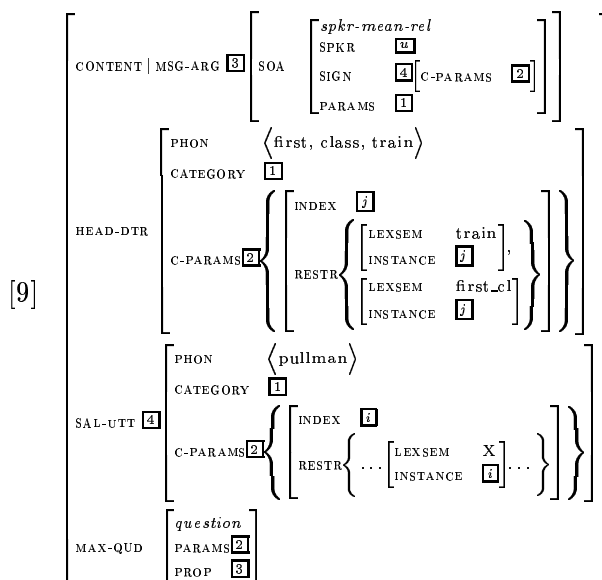 spkr-mean-rel
SPKR u
CONTENT | MSG-ARG 3 SOA SIGN 4 C-PARAMS 2
PARAMS 1
PHON ⟨first, class, train⟩
CATEGORY 1
INDEX j
LEXSEM train
HEAD-DTR C-PARAMS 2 RESTR INSTANCE j ,
[9]
LEXSEM first_cl
INSTANCE j
PHON ⟨pullman⟩
CATEGORY 1
INDEX i
SAL-UTT 4 C-PARAMS 2 RESTR { ... LEXSEM X ... }
INSTANCE i
question
MAX-QUD PARAMS 2
PROP 3